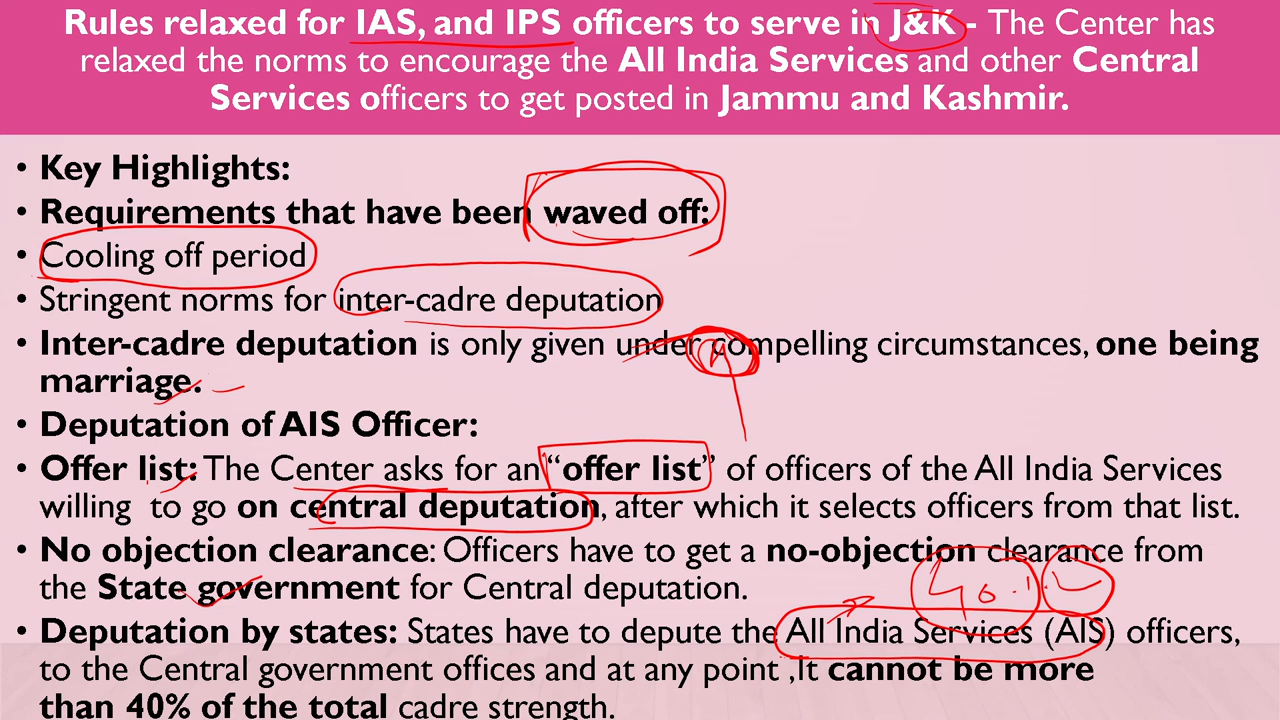 Rules relaxed for IAS, and IPS officers to serve in J&K - The Center has
relaxed the norms to encourage the All India Services and other Central
Services officers to get posted in Jammu and Kashmir.
• Key Highlights:
• Requirements that have been waved off:
• Cooling off period
• Stringent norms for inter-cadre deputation
• Inter-cadre deputation is only given under compelling circumstances, one being
marriage.
• Deputation of AIS Officer:
• Offer list: The Center asks for an “offer list” of officers of the All India Services
willing to go on central deputation, after which it selects officers from that list.
• No objection clearance: Officers have to get a no-objection clearance from
the State government for Central deputation.
• Deputation by states: States have to depute the All India Services (AIS) officers,
to the Central government offices and at any point ,It cannot be more
than 40% of the total cadre strength.